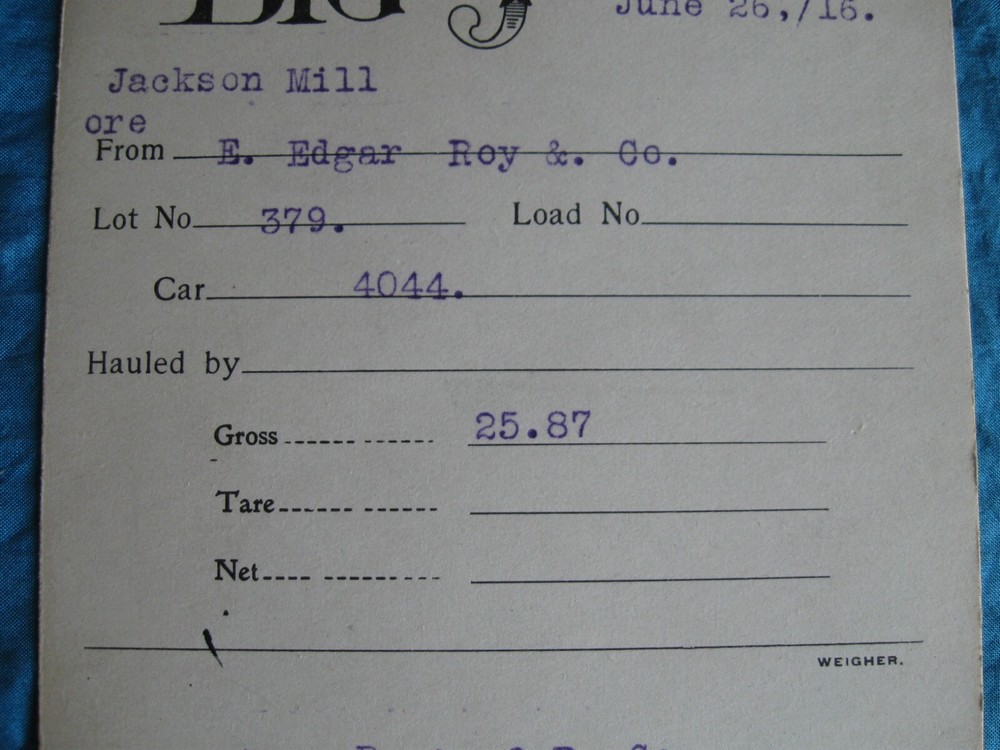 BIG
June 26,/16.
Jackson Mill
ore
From E. Edgar Roy &. Co.
Lot No 379. Load No
Car 4044.
Hauled by
Gross 25.87
Tare
Net
WEIGHER.